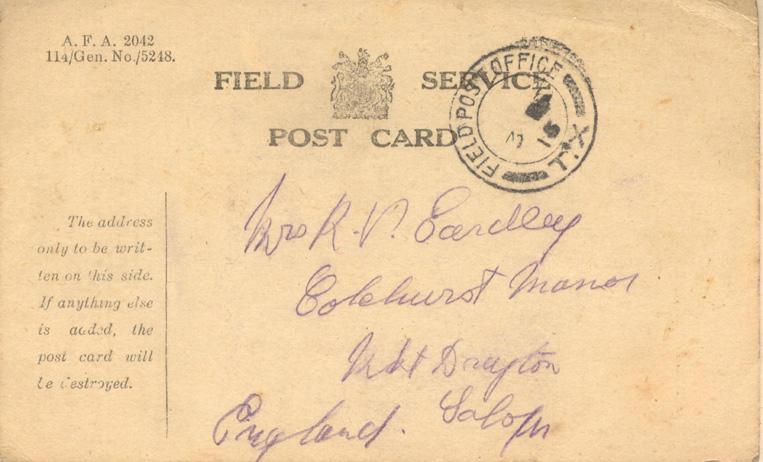 A. F. A. 2042
114/Gen. No./5248.
FIELD SERVICE
POST CARD
FIELD POST OFFICE
15
The address
only to be writ-
ten on this side.
If anything else
is added, the
post card will
be destroyed.
Mrs R. V. Eardley
Colehurst Manor
Mkt Drayton
Salop
England.